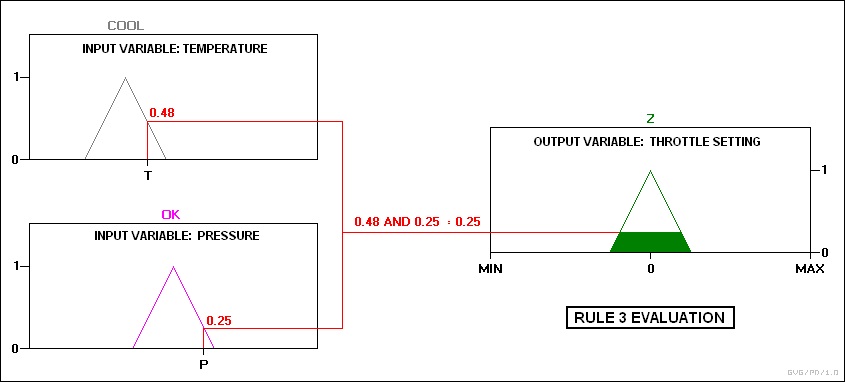 COOL
INPUT VARIABLE: TEMPERATURE
1
0.48
0
T
OK
INPUT VARIABLE: PRESSURE
1
0.25
0
P
0.48 AND 0.25 = 0.25
Z
OUTPUT VARIABLE: THROTTLE SETTING
1
0
MIN 0 MAX
RULE 3 EVALUATION
GVG/PD/1.0